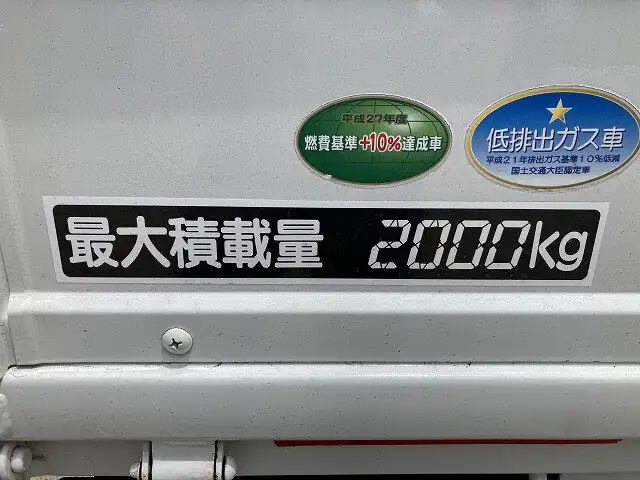 平成27年度
燃費基準+10%達成車
低排出ガス車
平成21年排出ガス基準10%低減
国土交通大臣認定車
最大積載量 2000kg